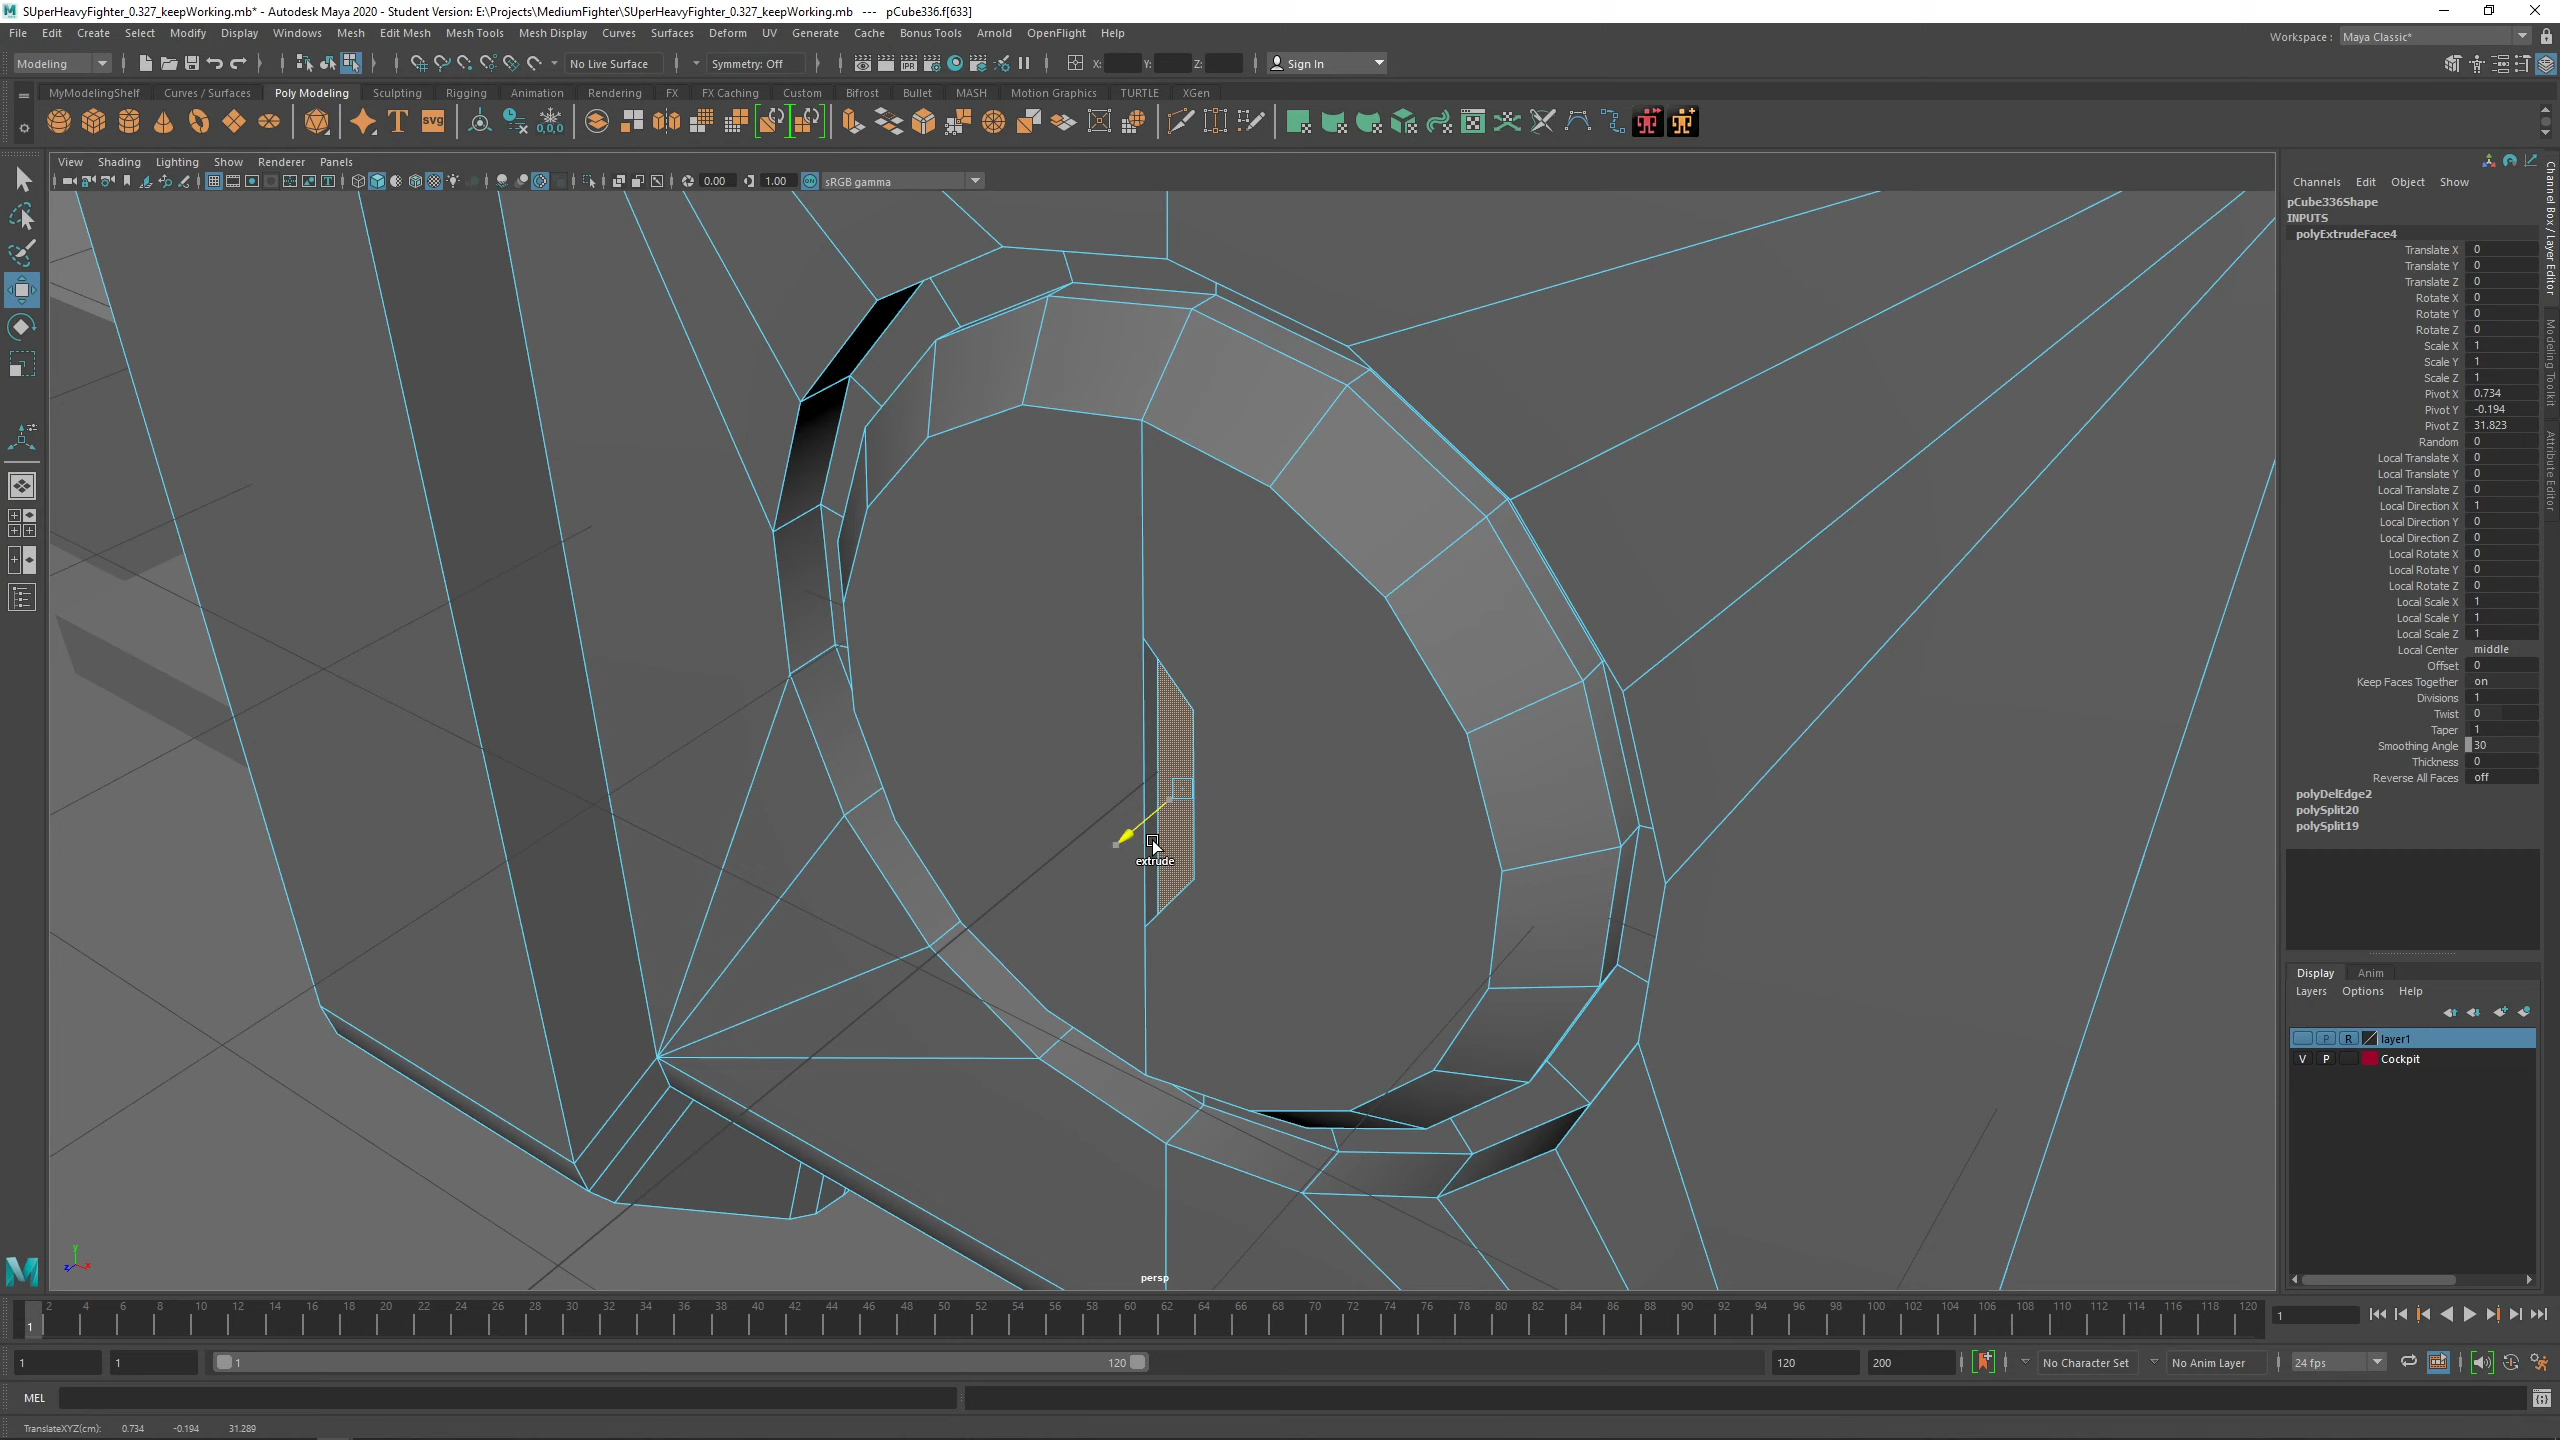 SUperHeavyFighter_0.327_keepWorking.mb* - Autodesk Maya 2020 - Student Version: E:\Projects\MediumFighter\SUperHeavyFighter_0.327_keepWorking.mb --- pCube336.f[633]
File Edit Create Select Modify Display Windows Mesh Edit Mesh Mesh Tools Mesh Display Curves Surfaces Deform UV Generate Cache Bonus Tools Arnold OpenFlight Help
Workspace : Maya Classic*
Modeling No Live Surface Symmetry: Off X: Y: Z: Sign In
MyModelingShelf Curves / Surfaces Poly Modeling Sculpting Rigging Animation Rendering FX FX Caching Custom Bifrost Bullet MASH Motion Graphics TURTLE XGen
View Shading Lighting Show Renderer Panels
0.00 1.00 sRGB gamma
extrude
persp
Channels Edit Object Show
pCube336Shape
INPUTS
polyExtrudeFace4
Translate X 0
Translate Y 0
Translate Z 0
Rotate X 0
Rotate Y 0
Rotate Z 0
Scale X 1
Scale Y 1
Scale Z 1
Pivot X 0.734
Pivot Y -0.194
Pivot Z 31.823
Random 0
Local Translate X 0
Local Translate Y 0
Local Translate Z 0
Local Direction X 1
Local Direction Y 0
Local Direction Z 0
Local Rotate X 0
Local Rotate Y 0
Local Rotate Z 0
Local Scale X 1
Local Scale Y 1
Local Scale Z 1
Local Center middle
Offset 0
Keep Faces Together on
Divisions 1
Twist 0
Taper 1
Smoothing Angle 30
Thickness 0
Reverse All Faces off
polyDelEdge2
polySplit20
polySplit19
Channel Box / Layer Editor
Modeling Toolkit
Attribute Editor
Display Anim
Layers Options Help
P R layer1
V P Cockpit
2 4 6 8 10 12 14 16 18 20 22 24 26 28 30 32 34 36 38 40 42 44 46 48 50 52 54 56 58 60 62 64 66 68 70 72 74 76 78 80 82 84 86 88 90 92 94 96 98 100 102 104 106 108 110 112 114 116 118 120
1 1
1 1 1 120 120 200 No Character Set No Anim Layer 24 fps
MEL
TranslateXYZ(cm): 0.734 -0.194 31.289